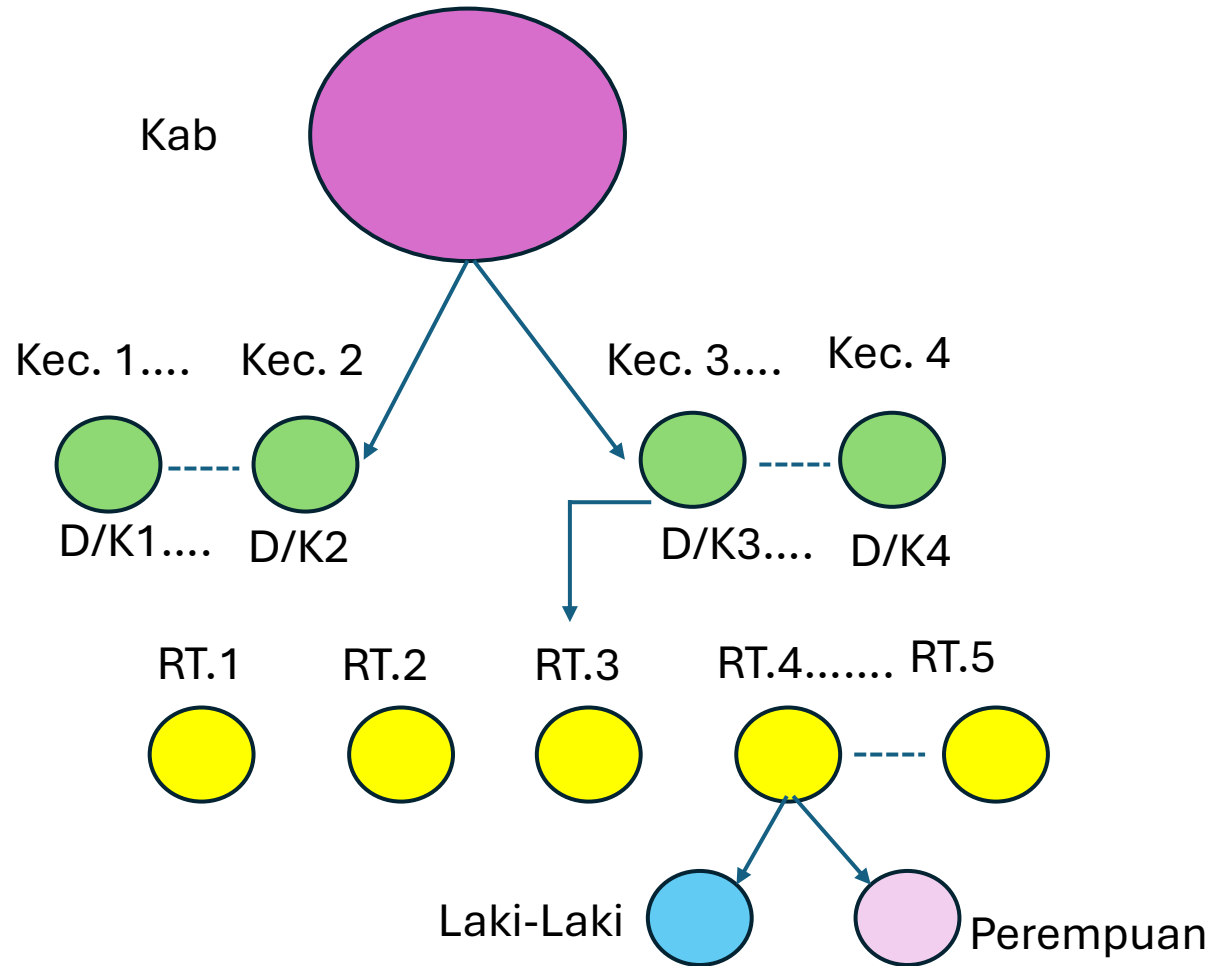 Kab
Kec. 1.... Kec. 2 Kec. 3.... Kec. 4
D/K1.... D/K2 D/K3.... D/K4
RT.1 RT.2 RT.3 RT.4....... RT.5
Laki-Laki Perempuan